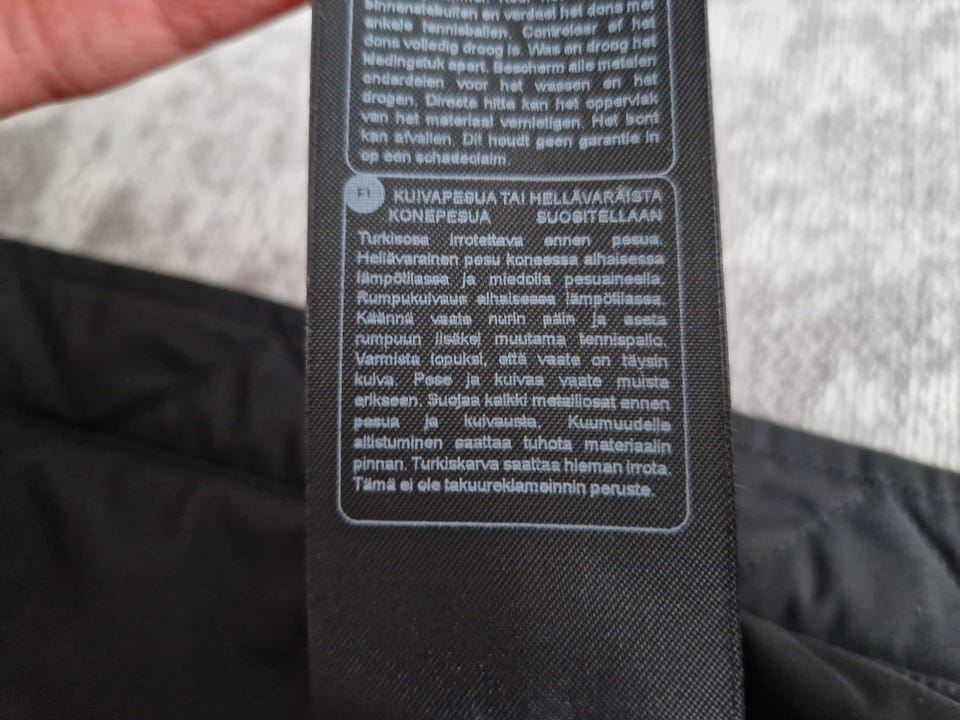 binnenstebuiten en verdeel het dons met
enkele tennisballen. Controleer of het
dons volledig droog is. Was en droog het
kledingstuk apart. Bescherm alle metalen
onderdelen voor het wassen en het
drogen. Directe hitte kan het oppervlak
van het materiaal vernietigen. Het bont
kan afvallen. Dit houdt geen garantie in
op een schadeclaim.
FI
KUIVAPESUA TAI HELLÄVARAISTA
KONEPESUA SUOSITELLAAN
Turkisosa irrotettava ennen pesua.
Hellävarainen pesu koneessa alhaisessa
lämpötilassa ja miedolla pesuaineella.
Rumpukuivaus alhaisessa lämpötilassa.
Käännä vaate nurin päin ja aseta
rumpuun lisäksi muutama tennispallo.
Varmista lopuksi, että vaate on täysin
kuiva. Pese ja kuivaa vaate muista
erikseen. Suojaa kaikki metalliosat ennen
pesua ja kuivausta. Kuumuudelle
altistuminen saattaa tuhota materiaalin
pinnan. Turkiskarva saattaa hieman irrota.
Tämä ei ole takuureklamoinnin peruste.